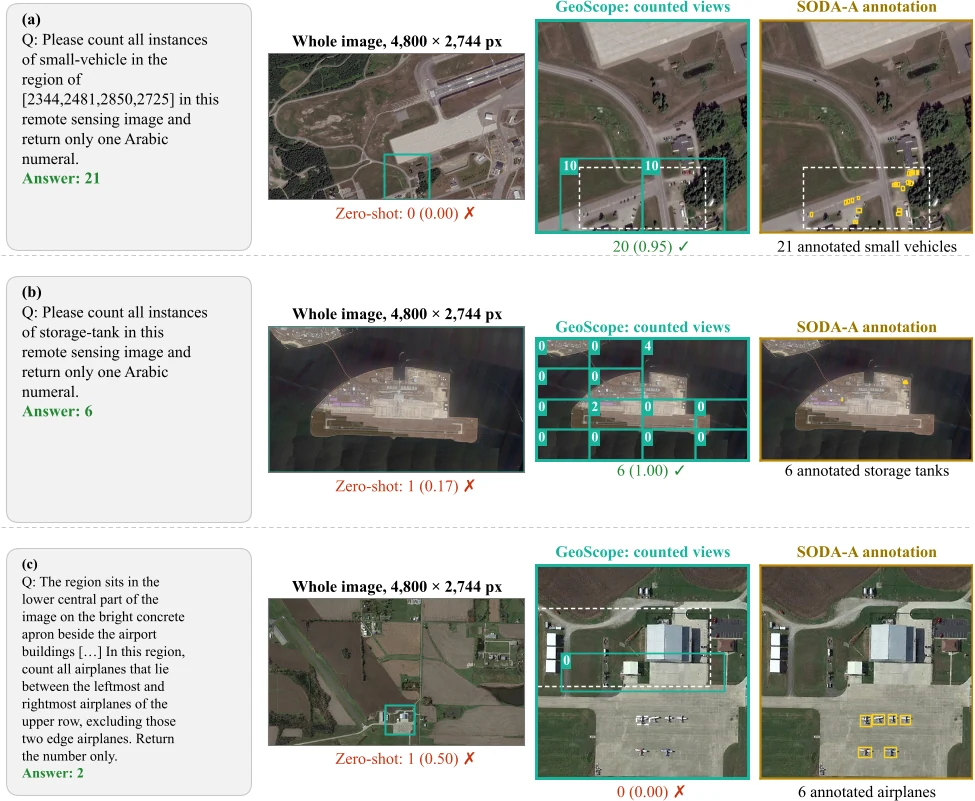 (a)
Q: Please count all instances
of small-vehicle in the
region of
[2344,2481,2850,2725] in this
remote sensing image and
return only one Arabic
numeral.
Answer: 21
Whole image, 4,800 × 2,744 px
Zero-shot: 0 (0.00) ✗
GeoScope: counted views
10
10
20 (0.95) ✓
SODA-A annotation
21 annotated small vehicles
(b)
Q: Please count all instances
of storage-tank in this
remote sensing image and
return only one Arabic
numeral.
Answer: 6
Whole image, 4,800 × 2,744 px
Zero-shot: 1 (0.17) ✗
GeoScope: counted views
0 0 4
0 0
0 2 0 0
0 0 0 0
6 (1.00) ✓
SODA-A annotation
6 annotated storage tanks
(c)
Q: The region sits in the
lower central part of the
image on the bright concrete
apron beside the airport
buildings […] In this region,
count all airplanes that lie
between the leftmost and
rightmost airplanes of the
upper row, excluding those
two edge airplanes. Return
the number only.
Answer: 2
Whole image, 4,800 × 2,744 px
Zero-shot: 1 (0.50) ✗
GeoScope: counted views
0
0 (0.00) ✗
SODA-A annotation
6 annotated airplanes